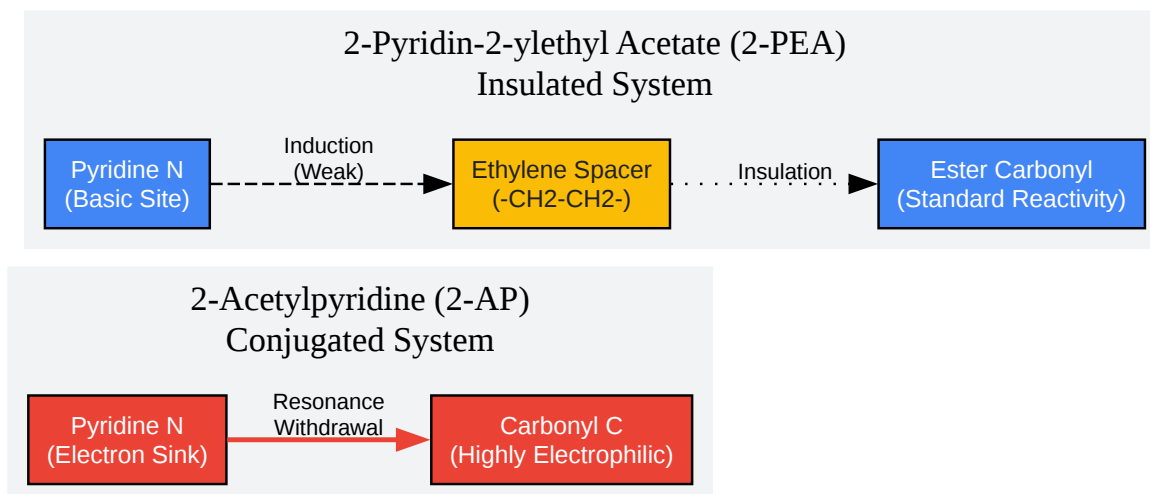 2-Pyridin-2-ylethyl Acetate (2-PEA)
Insulated System
Pyridine N
(Basic Site)
Induction
(Weak)
Ethylene Spacer
(-CH2-CH2-)
Insulation
Ester Carbonyl
(Standard Reactivity)
2-Acetylpyridine (2-AP)
Conjugated System
Pyridine N
(Electron Sink)
Resonance
Withdrawal
Carbonyl C
(Highly Electrophilic)